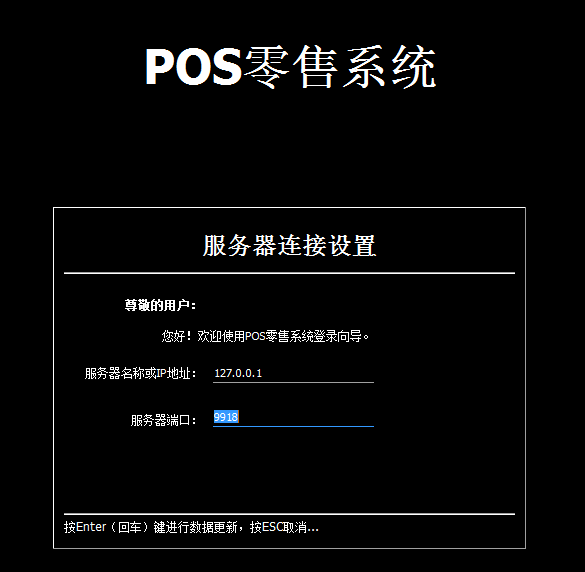 POS零售系统
服务器连接设置
尊敬的用户：
您好！欢迎使用POS零售系统登录向导。
服务器名称或IP地址： 127.0.0.1
服务器端口： 9918
按Enter（回车）键进行数据更新，按ESC取消...